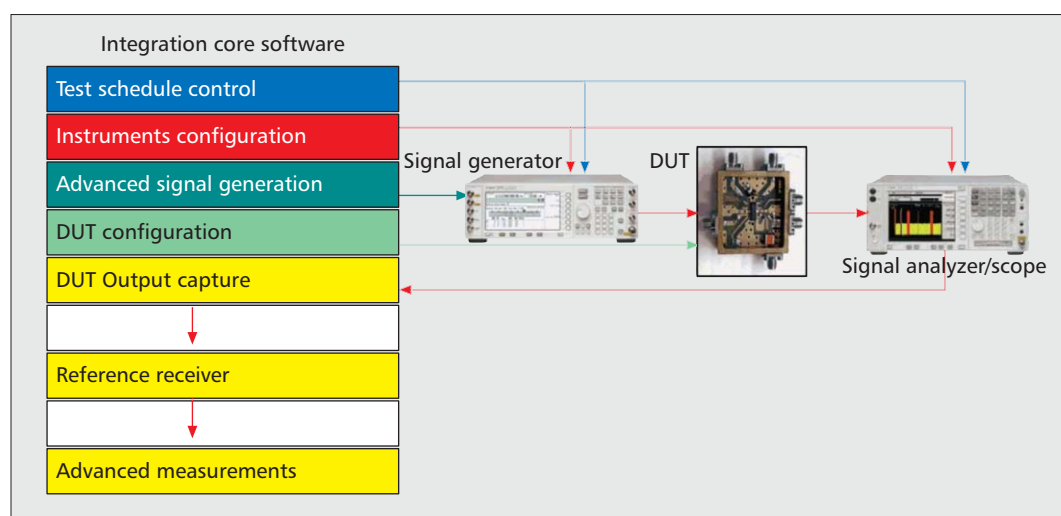 Integration core software
Test schedule control
Instruments configuration
Signal generator
DUT
Advanced signal generation
DUT configuration
Signal analyzer/scope
DUT Output capture
Reference receiver
Advanced measurements